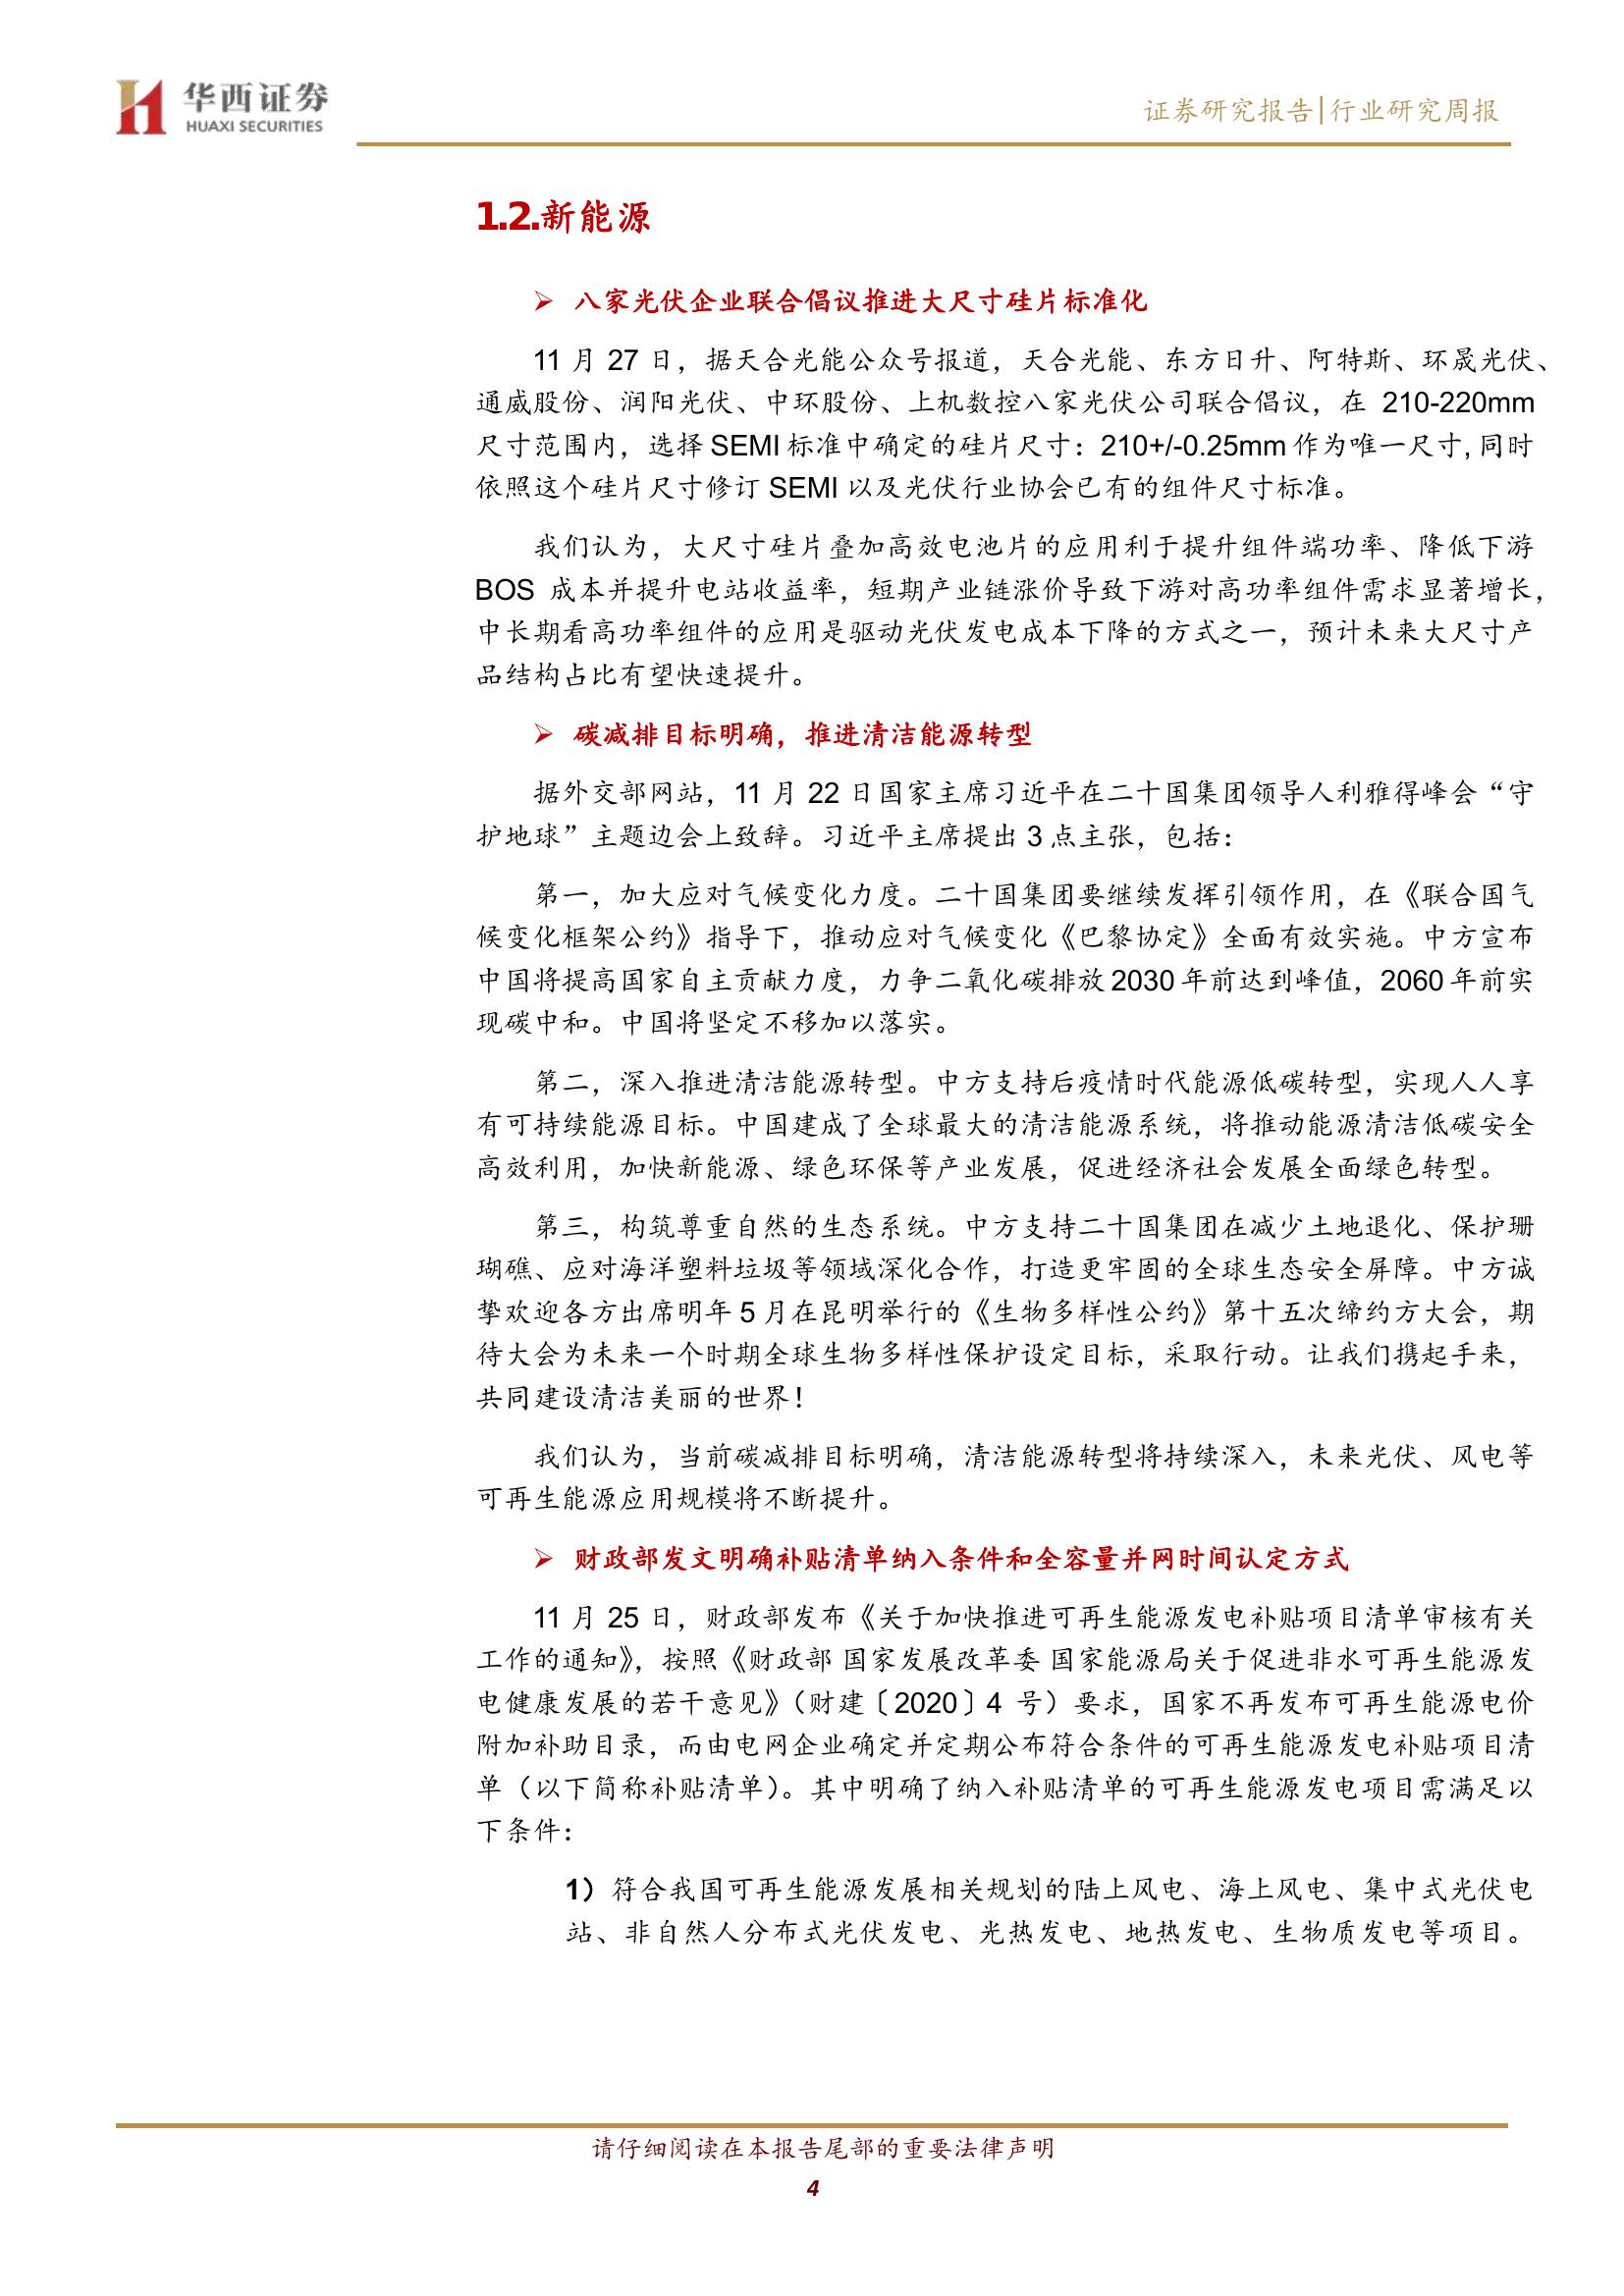 华西证券
HUAXI SECURITIES
证券研究报告|行业研究周报
1.2.新能源
➢ 八家光伏企业联合倡议推进大尺寸硅片标准化
11 月 27 日，据天合光能公众号报道，天合光能、东方日升、阿特斯、环晟光伏、
通威股份、润阳光伏、中环股份、上机数控八家光伏公司联合倡议，在 210-220mm
尺寸范围内，选择 SEMI 标准中确定的硅片尺寸：210+/-0.25mm 作为唯一尺寸, 同时
依照这个硅片尺寸修订 SEMI 以及光伏行业协会已有的组件尺寸标准。
我们认为，大尺寸硅片叠加高效电池片的应用利于提升组件端功率、降低下游
BOS 成本并提升电站收益率，短期产业链涨价导致下游对高功率组件需求显著增长，
中长期看高功率组件的应用是驱动光伏发电成本下降的方式之一，预计未来大尺寸产
品结构占比有望快速提升。
➢ 碳减排目标明确，推进清洁能源转型
据外交部网站，11 月 22 日国家主席习近平在二十国集团领导人利雅得峰会“守
护地球”主题边会上致辞。习近平主席提出 3 点主张，包括：
第一，加大应对气候变化力度。二十国集团要继续发挥引领作用，在《联合国气
候变化框架公约》指导下，推动应对气候变化《巴黎协定》全面有效实施。中方宣布
中国将提高国家自主贡献力度，力争二氧化碳排放 2030 年前达到峰值，2060 年前实
现碳中和。中国将坚定不移加以落实。
第二，深入推进清洁能源转型。中方支持后疫情时代能源低碳转型，实现人人享
有可持续能源目标。中国建成了全球最大的清洁能源系统，将推动能源清洁低碳安全
高效利用，加快新能源、绿色环保等产业发展，促进经济社会发展全面绿色转型。
第三，构筑尊重自然的生态系统。中方支持二十国集团在减少土地退化、保护珊
瑚礁、应对海洋塑料垃圾等领域深化合作，打造更牢固的全球生态安全屏障。中方诚
挚欢迎各方出席明年 5 月在昆明举行的《生物多样性公约》第十五次缔约方大会，期
待大会为未来一个时期全球生物多样性保护设定目标，采取行动。让我们携起手来，
共同建设清洁美丽的世界！
我们认为，当前碳减排目标明确，清洁能源转型将持续深入，未来光伏、风电等
可再生能源应用规模将不断提升。
➢ 财政部发文明确补贴清单纳入条件和全容量并网时间认定方式
11 月 25 日，财政部发布《关于加快推进可再生能源发电补贴项目清单审核有关
工作的通知》，按照《财政部 国家发展改革委 国家能源局关于促进非水可再生能源发
电健康发展的若干意见》（财建〔2020〕4 号）要求，国家不再发布可再生能源电价
附加补助目录，而由电网企业确定并定期公布符合条件的可再生能源发电补贴项目清
单（以下简称补贴清单）。其中明确了纳入补贴清单的可再生能源发电项目需满足以
下条件：
1）符合我国可再生能源发展相关规划的陆上风电、海上风电、集中式光伏电
站、非自然人分布式光伏发电、光热发电、地热发电、生物质发电等项目。
请仔细阅读在本报告尾部的重要法律声明
4